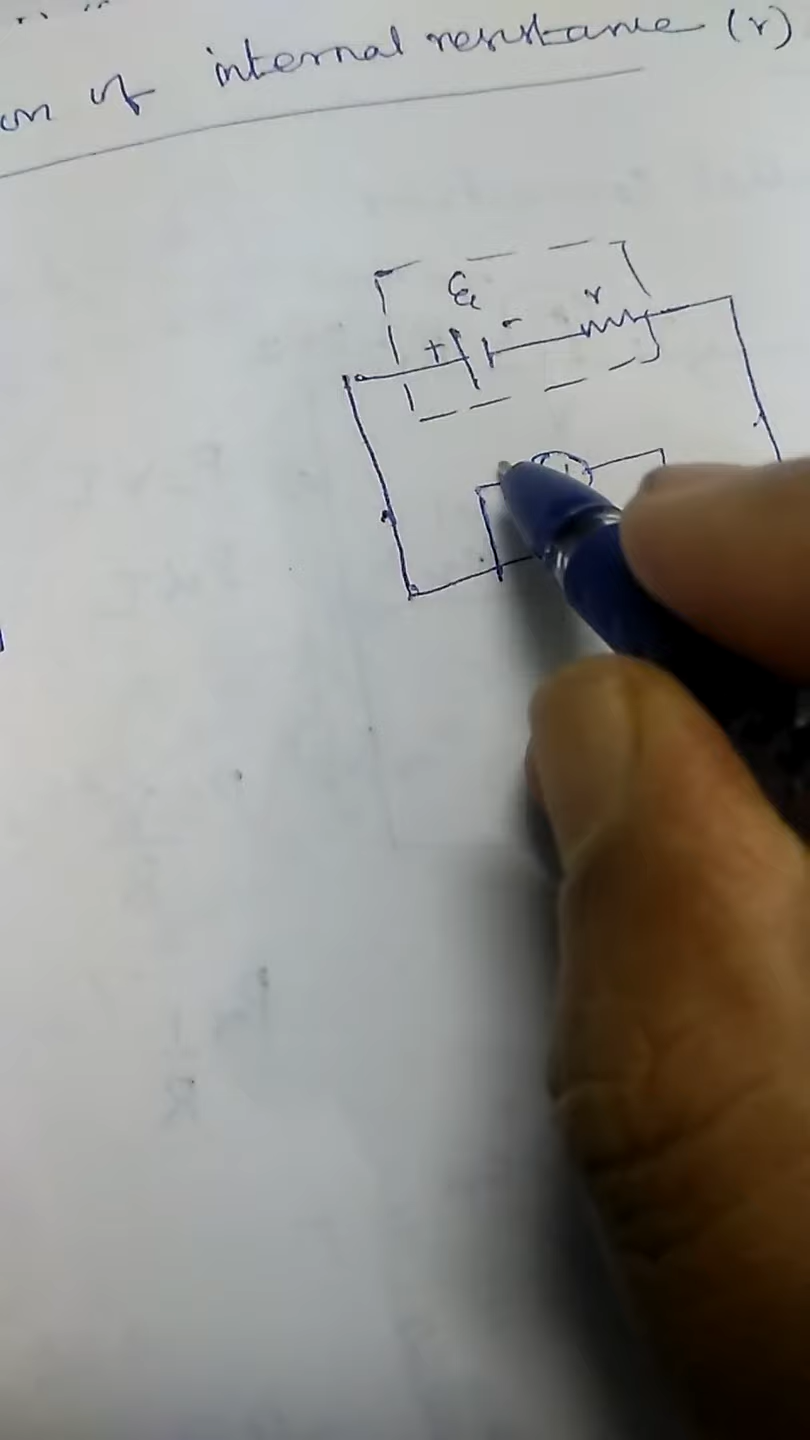 of internal resistance (r)
ε r
+ -